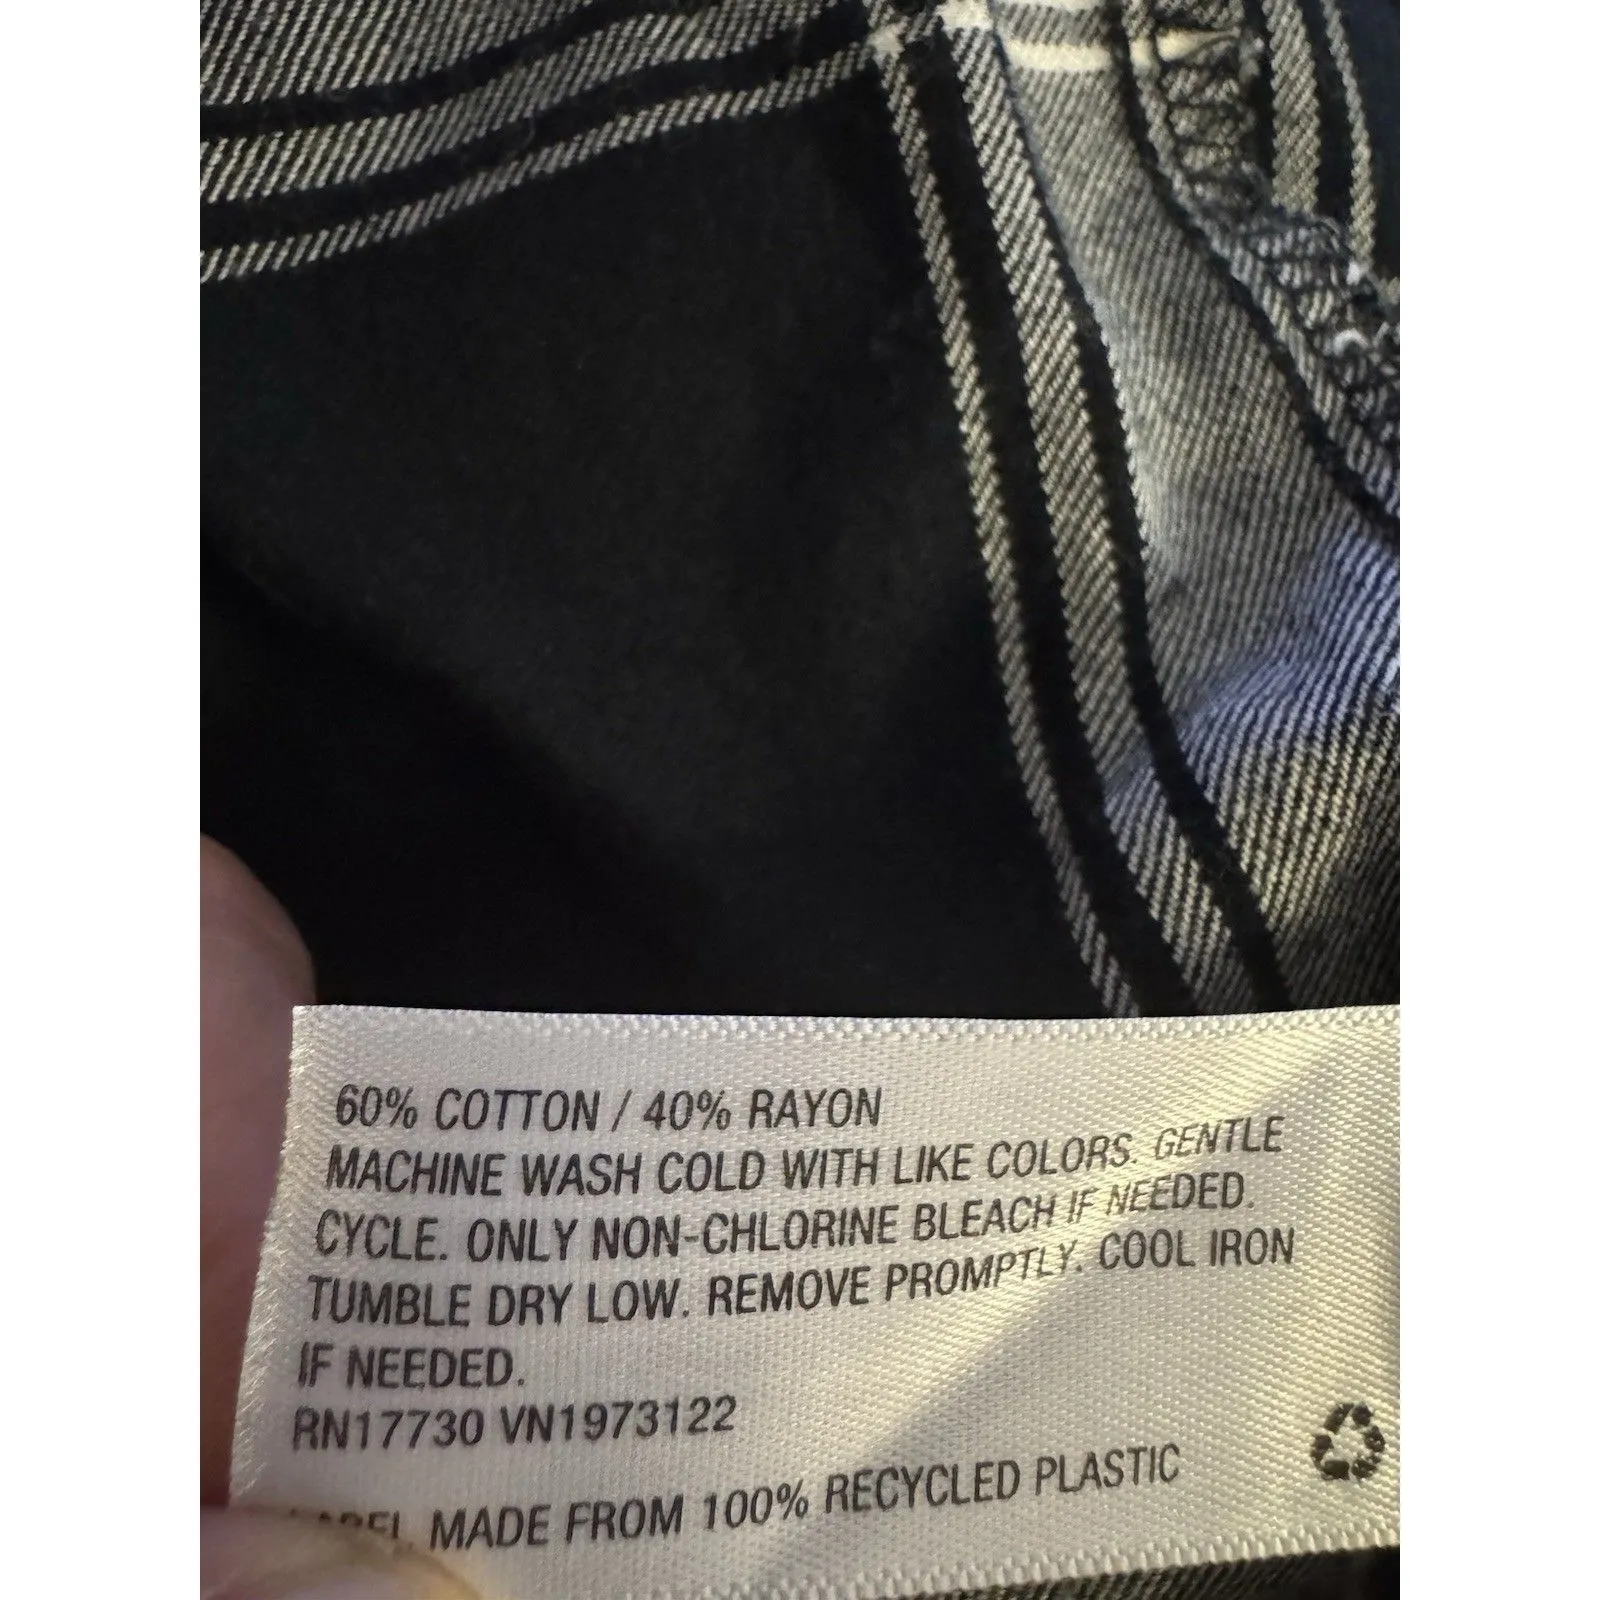 60% COTTON / 40% RAYON
MACHINE WASH COLD WITH LIKE COLORS. GENTLE
CYCLE. ONLY NON-CHLORINE BLEACH IF NEEDED.
TUMBLE DRY LOW. REMOVE PROMPTLY. COOL IRON
IF NEEDED.
RN17730 VN1973122
LABEL MADE FROM 100% RECYCLED PLASTIC